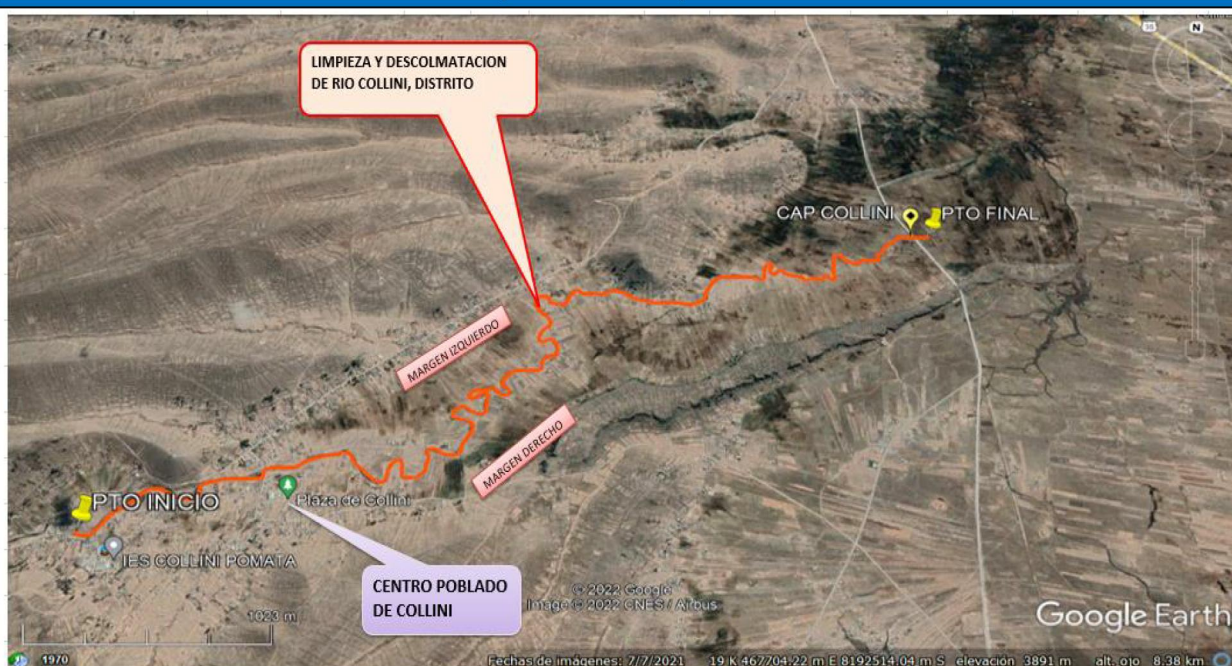 LIMPIEZA Y DESCOLMATACION
DE RIO COLLINI, DISTRITO
36
N
CAP COLLINI
PTO FINAL
MARGEN IZQUIERDO
MARGEN DERECHO
PTO INICIO
Plaza de Collini
IES COLLINI POMATA
CENTRO POBLADO
DE COLLINI
1023 m
© 2022 Google
Image © 2022 CNES / Airbus
Google Earth
1970
Fechas de imágenes: 7/7/2021 19 K 467704.22 m E 8192514.04 m S elevación 3891 m alt. ojo 8.38 km